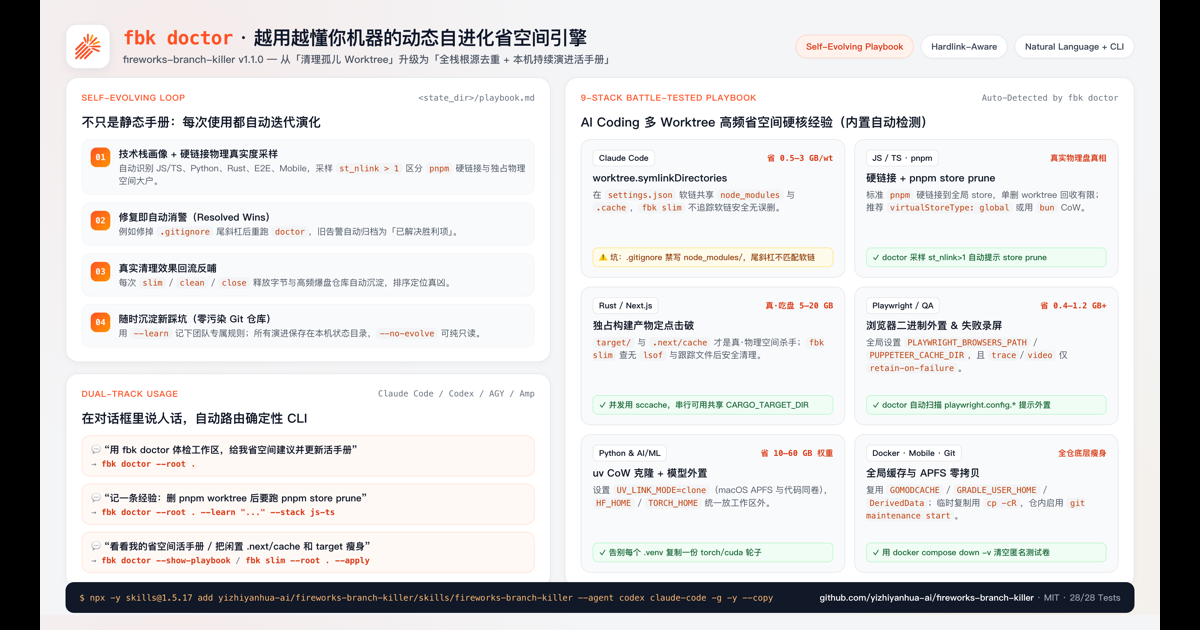 fbk doctor · 越用越懂你机器的动态自进化省空间引擎
fireworks-branch-killer v1.1.0 — 从「清理孤儿 Worktree」升级为「全栈根源去重 + 本机持续演进活手册」
Self-Evolving Playbook
Hardlink-Aware
Natural Language + CLI
SELF-EVOLVING LOOP
<state_dir>/playbook.md
不只是静态手册：每次使用都自动迭代演化
01
技术栈画像 + 硬链接物理真实度采样
自动识别 JS/TS、Python、Rust、E2E、Mobile，采样 st_nlink > 1 区分 pnpm 硬链接与独占物理
空间大户。
02
修复即自动消警（Resolved Wins）
例如修掉 .gitignore 尾斜杠后重跑 doctor，旧告警自动归档为「已解决胜利项」。
03
真实清理效果回流反哺
每次 slim / clean / close 释放字节与高频爆盘仓库自动沉淀，排序定位真凶。
04
随时沉淀新踩坑（零污染 Git 仓库）
用 --learn 记下团队专属规则；所有演进保存在本机状态目录，--no-evolve 可纯只读。
DUAL-TRACK USAGE
Claude Code / Codex / AGY / Amp
在对话框里说人话，自动路由确定性 CLI
💬 “用 fbk doctor 体检工作区，给我省空间建议并更新活手册”
→ fbk doctor --root .
💬 “记一条经验：删 pnpm worktree 后要跑 pnpm store prune”
→ fbk doctor --root . --learn "..." --stack js-ts
💬 “看看我的省空间活手册 / 把闲置 .next/cache 和 target 瘦身”
→ fbk doctor --show-playbook / fbk slim --root . --apply
9-STACK BATTLE-TESTED PLAYBOOK
Auto-Detected by fbk doctor
AI Coding 多 Worktree 高频省空间硬核经验（内置自动检测）
Claude Code
省 0.5–3 GB/wt
worktree.symlinkDirectories
在 settings.json 软链共享 node_modules 与
.cache，fbk slim 不追踪软链安全无误删。
⚠️ 坑：.gitignore 禁写 node_modules/，尾斜杠不匹配软链
JS / TS · pnpm
真实物理盘真相
硬链接 + pnpm store prune
标准 pnpm 硬链接到全局 store，单删 worktree 回收有限；
推荐 virtualStoreType: global 或用 bun CoW。
✓ doctor 采样 st_nlink>1 自动提示 store prune
Rust / Next.js
真·吃盘 5–20 GB
独占构建产物定点击破
target/ 与 .next/cache 才是真·物理空间杀手；fbk
slim 查无 lsof 与跟踪文件后安全清理。
✓ 并发用 sccache，串行可用共享 CARGO_TARGET_DIR
Playwright / QA
省 0.4–1.2 GB+
浏览器二进制外置 & 失败录屏
全局设置 PLAYWRIGHT_BROWSERS_PATH /
PUPPETEER_CACHE_DIR，且 trace / video 仅
retain-on-failure。
✓ doctor 自动扫描 playwright.config.* 提示外置
Python & AI/ML
省 10–60 GB 权重
uv CoW 克隆 + 模型外置
设置 UV_LINK_MODE=clone（macOS APFS 与代码同卷），
HF_HOME / TORCH_HOME 统一放工作区外。
✓ 告别每个 .venv 复制一份 torch/cuda 轮子
Docker · Mobile · Git
全仓底层瘦身
全局缓存与 APFS 零拷贝
复用 GOMODCACHE / GRADLE_USER_HOME /
DerivedData；临时复制用 cp -cR，仓内启用 git
maintenance start。
✓ 用 docker compose down -v 清空匿名测试卷
$ npx -y skills@1.5.17 add yizhiyanhua-ai/fireworks-branch-killer/skills/fireworks-branch-killer --agent codex claude-code -g -y --copy
github.com/yizhiyanhua-ai/fireworks-branch-killer · MIT · 28/28 Tests